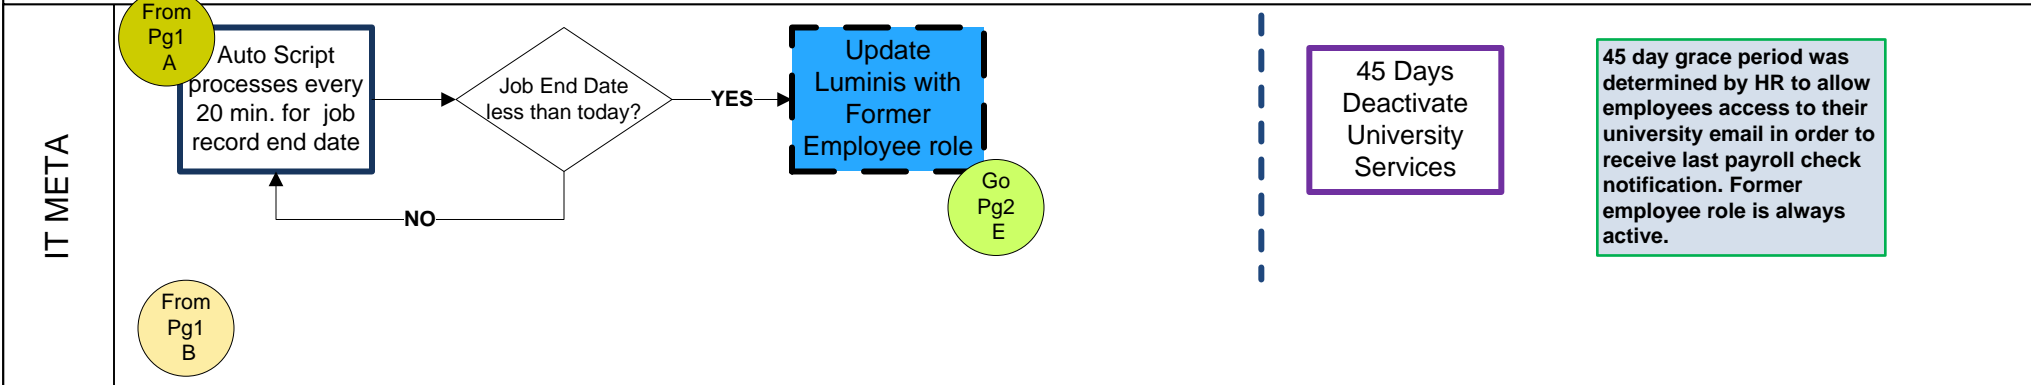 From
Pg1
A
Auto Script
processes every
20 min. for job
record end date
Job End Date
less than today?
YES
NO
Update
Luminis with
Former
Employee role
Go
Pg2
E
45 Days
Deactivate
University
Services
45 day grace period was
determined by HR to allow
employees access to their
university email in order to
receive last payroll check
notification. Former
employee role is always
active.
IT META
From
Pg1
B